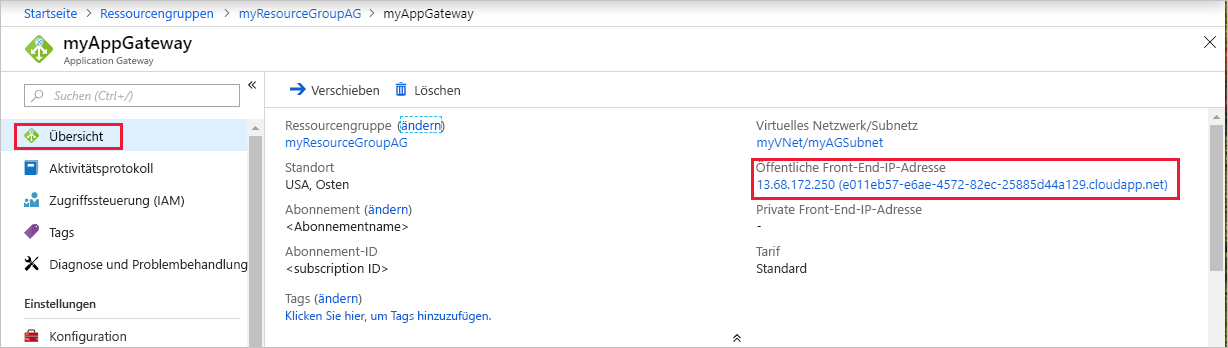 Startseite > Ressourcengruppen > myResourceGroupAG > myAppGateway
myAppGateway
Application Gateway
Suchen (Ctrl+/)
Übersicht
Aktivitätsprotokoll
Zugriffssteuerung (IAM)
Tags
Diagnose und Problembehandlung
Einstellungen
Konfiguration
Verschieben
Löschen
Ressourcengruppe (ändern)
myResourceGroupAG
Standort
USA, Osten
Abonnement (ändern)
<Abonnementname>
Abonnement-ID
<subscription ID>
Tags (ändern)
Klicken Sie hier, um Tags hinzuzufügen.
Virtuelles Netzwerk/Subnetz
myVNet/myAGSubnet
Öffentliche Front-End-IP-Adresse
13.68.172.250 (e011eb57-e6ae-4572-82ec-25885d44a129.cloudapp.net)
Private Front-End-IP-Adresse
-
Tarif
Standard